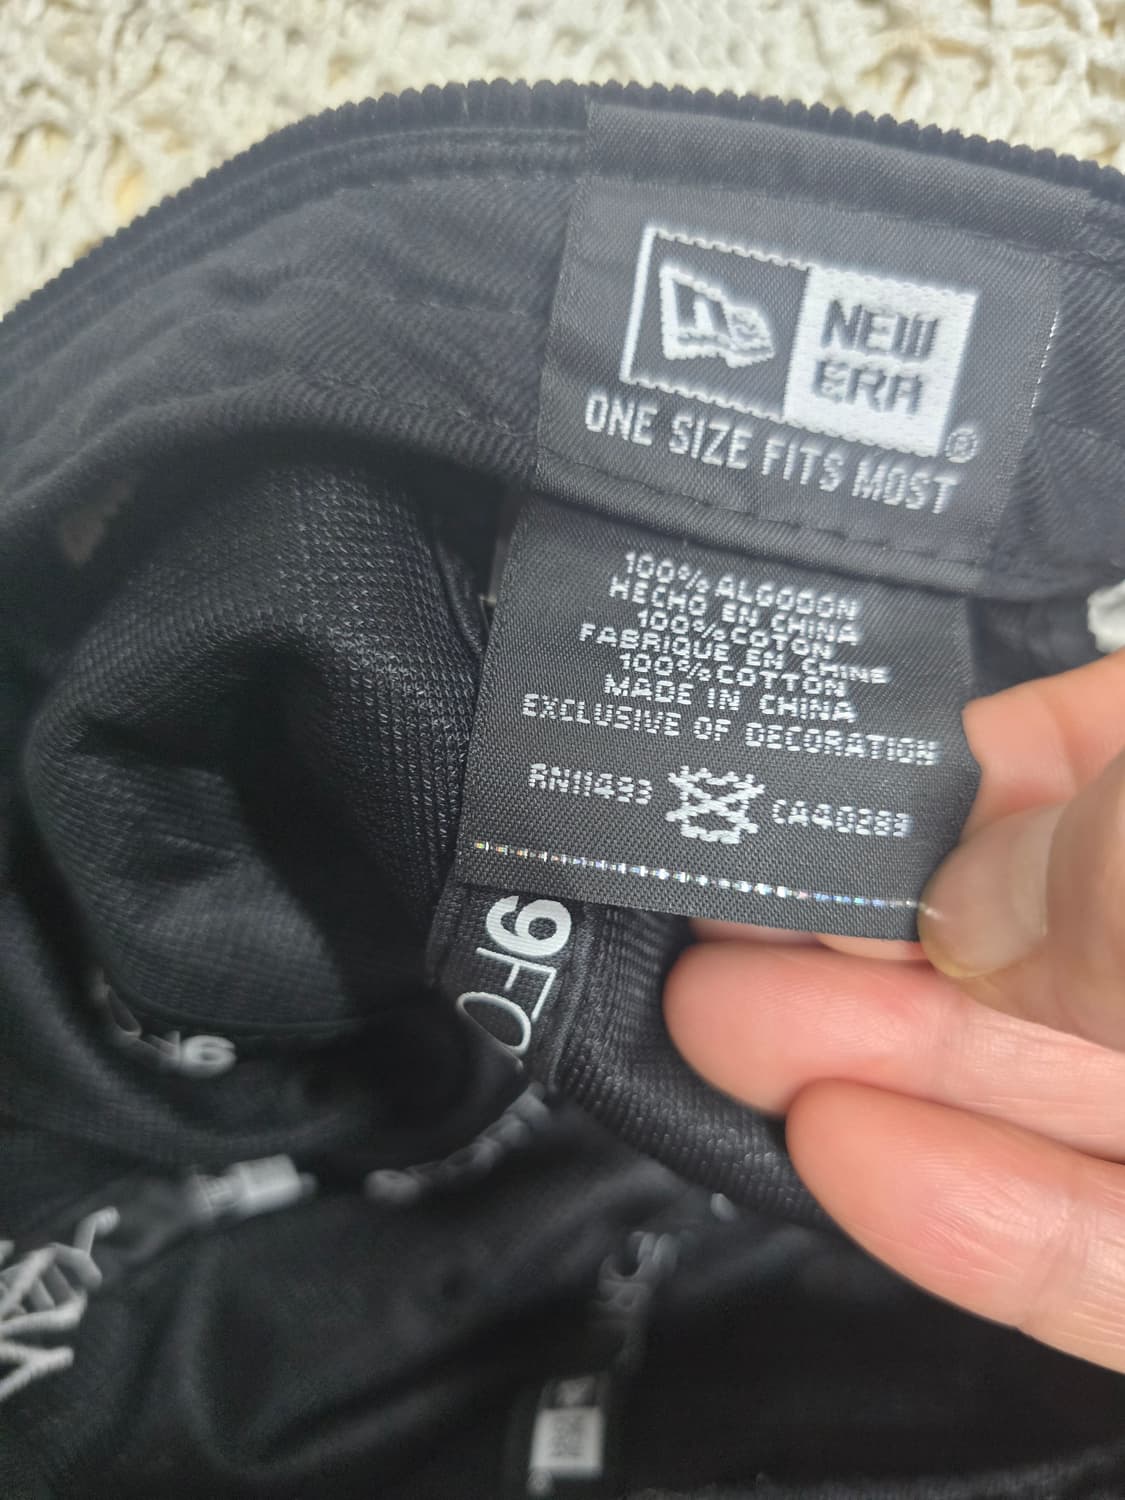 NEW
ERA
®
ONE SIZE FITS MOST
100% ALGODON
HECHO EN CHINA
100% COTON
FABRIQUE EN CHINE
100% COTTON
MADE IN CHINA
EXCLUSIVE OF DECORATION
RN11493 CA40289
9FO